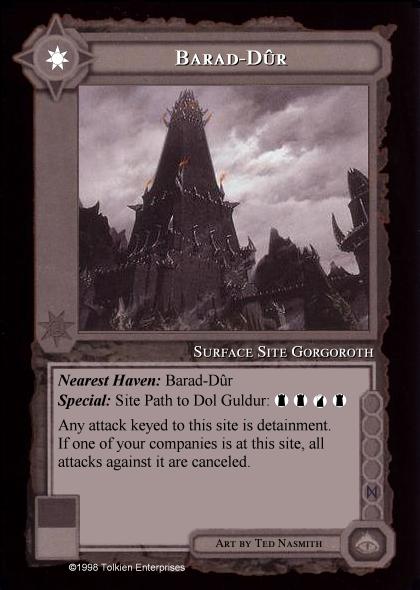 BARAD-DÛR
SURFACE SITE GORGOROTH
Nearest Haven: Barad-Dûr
Special: Site Path to Dol Guldur:
Any attack keyed to this site is detainment.
If one of your companies is at this site, all
attacks against it are canceled.
ART BY TED NASMITH
©1998 Tolkien Enterprises